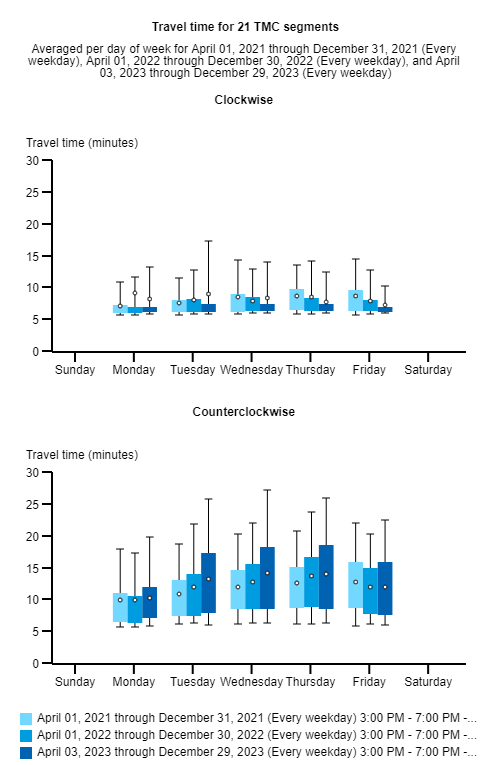 Travel time for 21 TMC segments
Averaged per day of week for April 01, 2021 through December 31, 2021 (Every
weekday), April 01, 2022 through December 30, 2022 (Every weekday), and April
03, 2023 through December 29, 2023 (Every weekday)
Clockwise
Travel time (minutes)
30
25
20
15
10
5
0
Sunday Monday Tuesday Wednesday Thursday Friday Saturday
Counterclockwise
Travel time (minutes)
30
25
20
15
10
5
0
Sunday Monday Tuesday Wednesday Thursday Friday Saturday
April 01, 2021 through December 31, 2021 (Every weekday) 3:00 PM - 7:00 PM -...
April 01, 2022 through December 30, 2022 (Every weekday) 3:00 PM - 7:00 PM -...
April 03, 2023 through December 29, 2023 (Every weekday) 3:00 PM - 7:00 PM -...